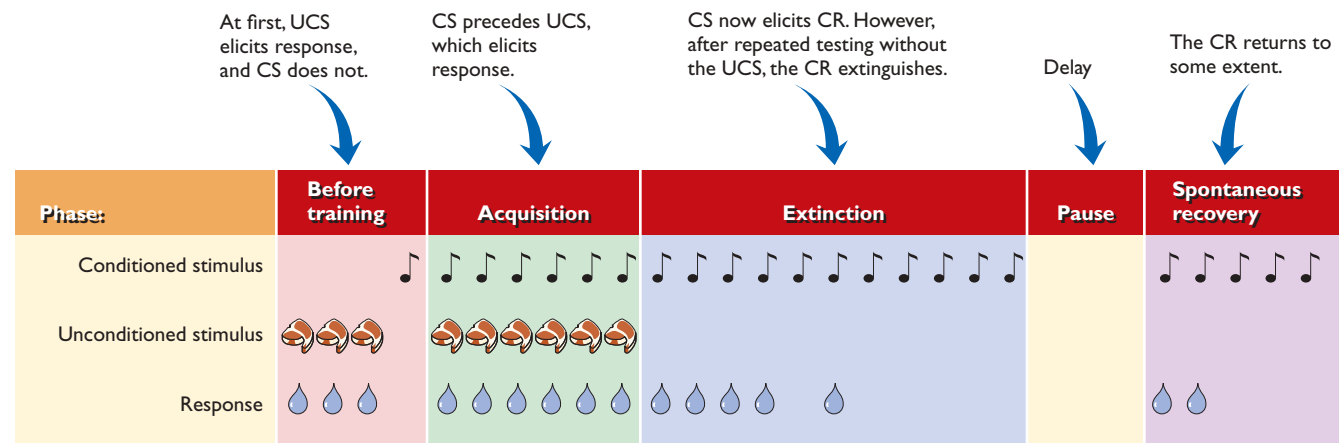 At first, UCS
elicits response,
and CS does not.
CS precedes UCS,
which elicits
response.
CS now elicits CR. However,
after repeated testing without
the UCS, the CR extinguishes.
Delay
The CR returns to
some extent.
Phase:
Before
training
Acquisition
Extinction
Pause
Spontaneous
recovery
Conditioned stimulus
Unconditioned stimulus
Response